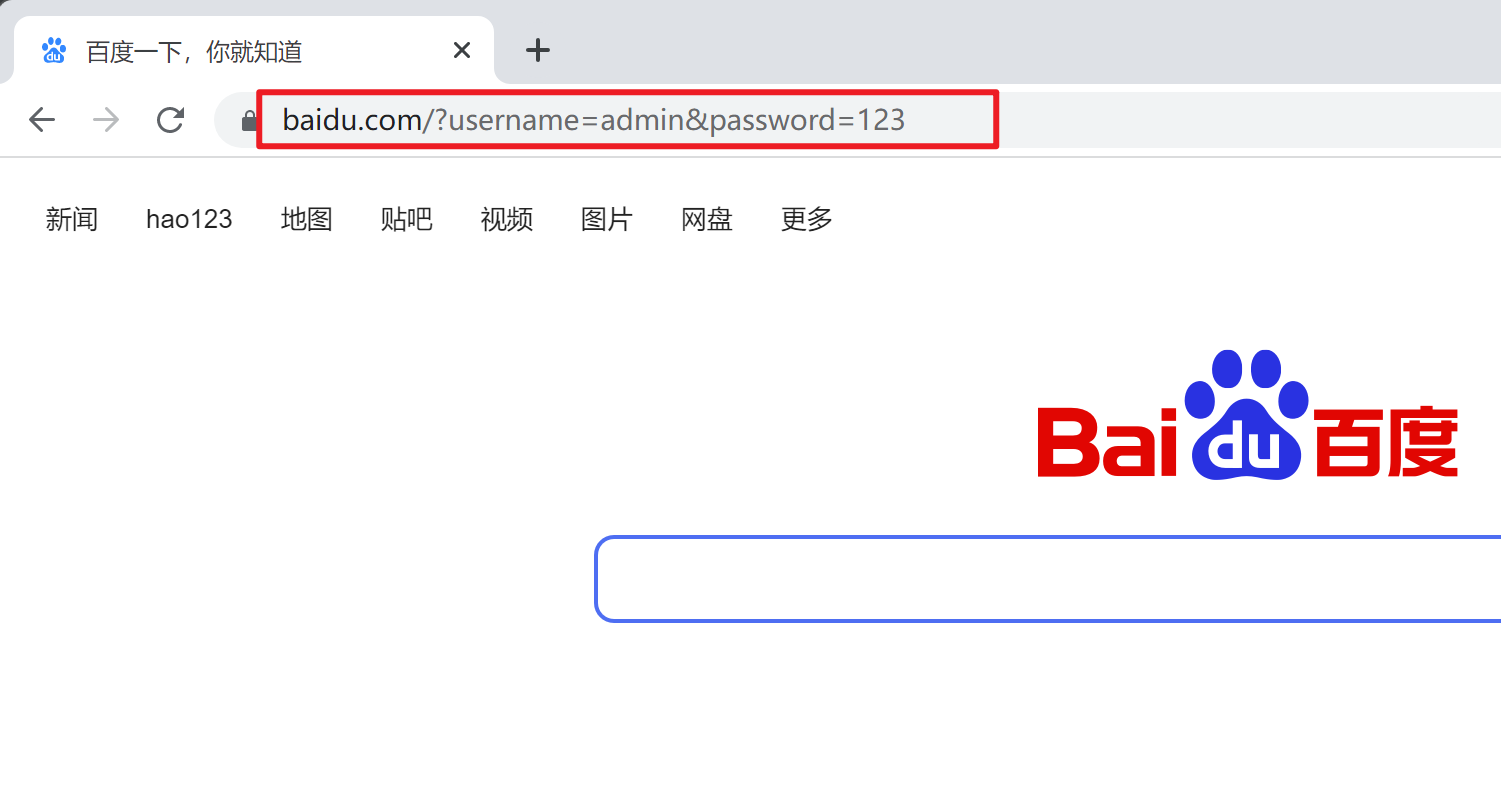 百度一下，你就知道
baidu.com/?username=admin&password=123
新闻 hao123 地图 贴吧 视频 图片 网盘 更多
Bai du 百度